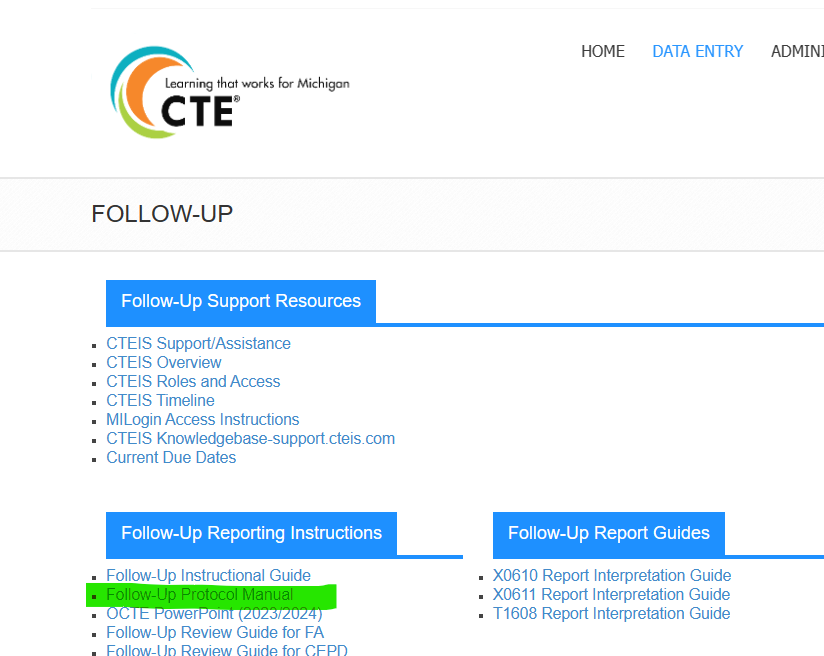 Learning that works for Michigan
CTE®
HOME DATA ENTRY ADMINI
FOLLOW-UP
Follow-Up Support Resources
CTEIS Support/Assistance
CTEIS Overview
CTEIS Roles and Access
CTEIS Timeline
MILogin Access Instructions
CTEIS Knowledgebase-support.cteis.com
Current Due Dates
Follow-Up Reporting Instructions
Follow-Up Instructional Guide
Follow-Up Protocol Manual
OCTE PowerPoint (2023/2024)
Follow-Up Review Guide for FA
Follow-Up Review Guide for CEPD
Follow-Up Report Guides
X0610 Report Interpretation Guide
X0611 Report Interpretation Guide
T1608 Report Interpretation Guide